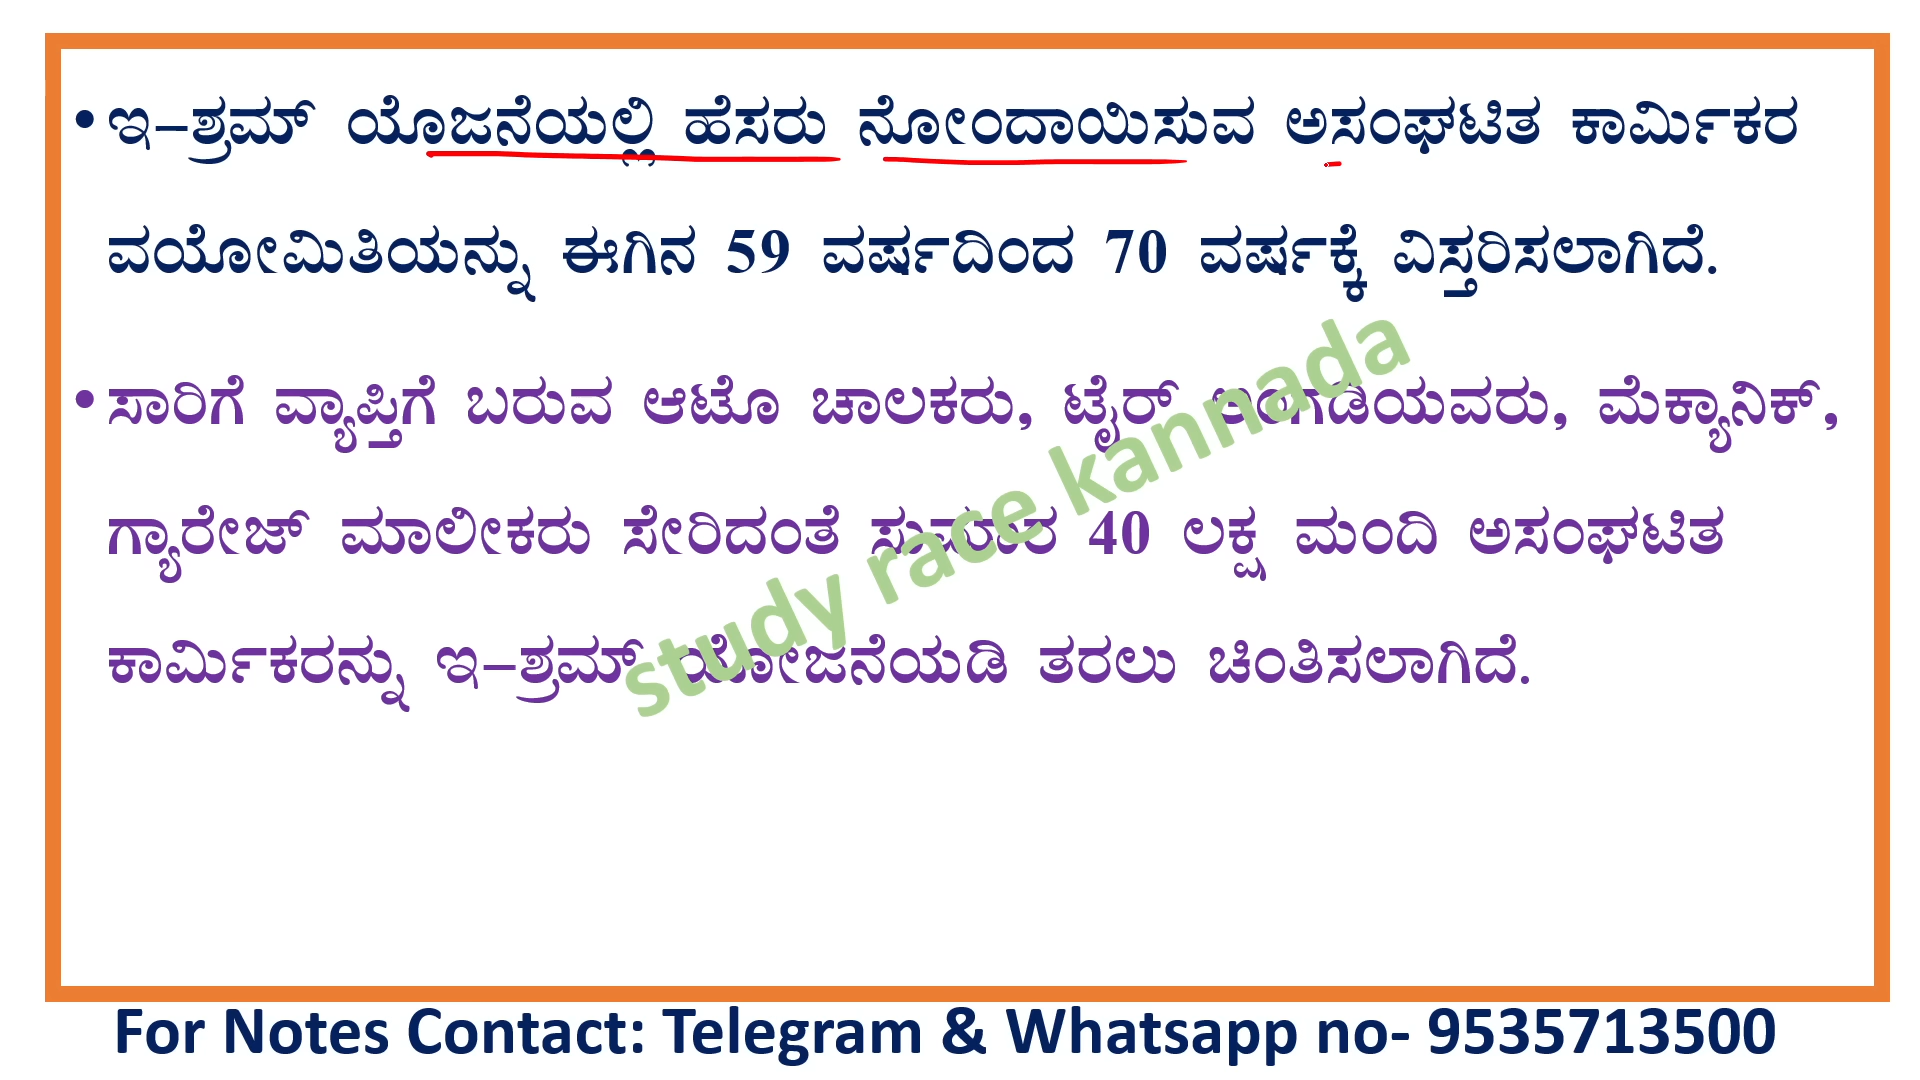 • ಇ–ಶ್ರಮ್ ಯೊಜನೆಯಲ್ಲಿ ಹೆಸರು ನೋಂದಾಯಿಸುವ ಅಸಂಘಟಿತ ಕಾರ್ಮಿಕರ
ವಯೋಮಿತಿಯನ್ನು ಈಗಿನ 59 ವರ್ಷದಿಂದ 70 ವರ್ಷಕ್ಕೆ ವಿಸ್ತರಿಸಲಾಗಿದೆ.
• ಸಾರಿಗೆ ವ್ಯಾಪ್ತಿಗೆ ಬರುವ ಆಟೊ ಚಾಲಕರು, ಟೈರ್ ಅಂಗಡಿಯವರು, ಮೆಕ್ಯಾನಿಕ್,
ಗ್ಯಾರೇಜ್ ಮಾಲೀಕರು ಸೇರಿದಂತೆ ಸುಮಾರ 40 ಲಕ್ಷ ಮಂದಿ ಅಸಂಘಟಿತ
ಕಾರ್ಮಿಕರನ್ನು ಇ–ಶ್ರಮ್ ಯೋಜನೆಯಡಿ ತರಲು ಚಿಂತಿಸಲಾಗಿದೆ.
study race kannada
For Notes Contact: Telegram & Whatsapp no- 9535713500